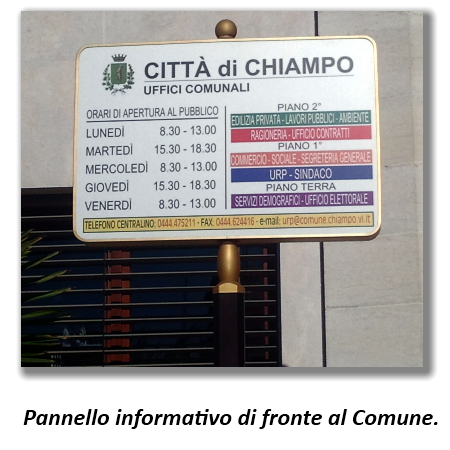 CITTÀ di CHIAMPO
UFFICI COMUNALI
ORARI DI APERTURA AL PUBBLICO
LUNEDÌ 8.30 - 13.00
MARTEDÌ 15.30 - 18.30
MERCOLEDÌ 8.30 - 13.00
GIOVEDÌ 15.30 - 18.30
VENERDÌ 8.30 - 13.00
PIANO 2°
EDILIZIA PRIVATA - LAVORI PUBBLICI - AMBIENTE
RAGIONERIA - UFFICIO CONTRATTI
PIANO 1°
COMMERCIO - SOCIALE - SEGRETERIA GENERALE
URP - SINDACO
PIANO TERRA
SERVIZI DEMOGRAFICI - UFFICIO ELETTORALE
TELEFONO CENTRALINO: 0444.475211 - FAX: 0444.624416 - e-mail: urp@comune.chiampo.vi.it
Pannello informativo di fronte al Comune.